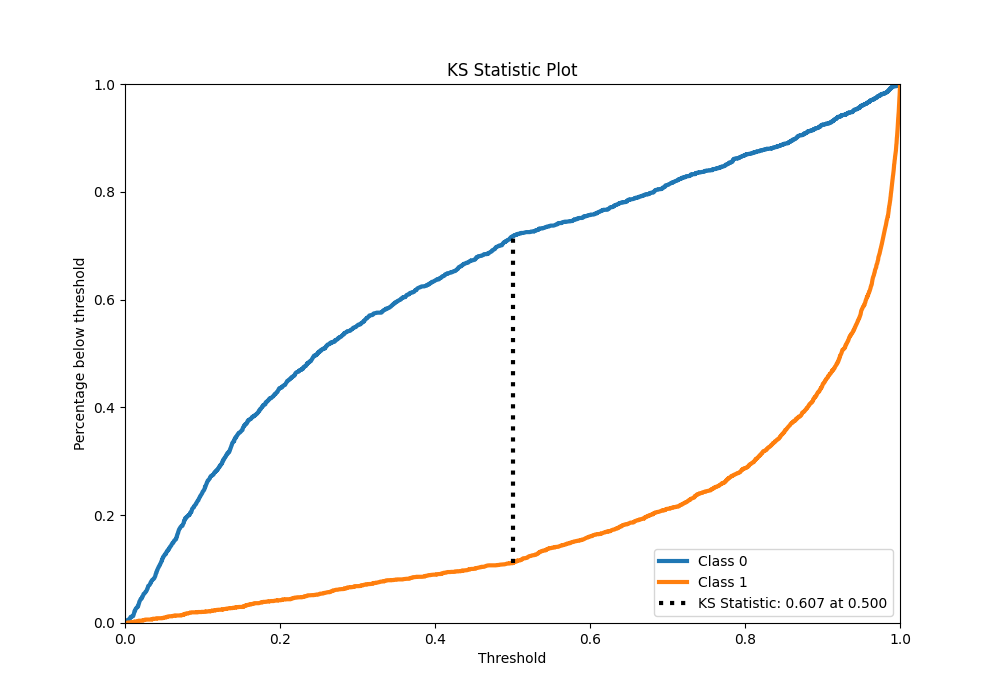 KS Statistic Plot
1.0
0.8
0.6
0.4
0.2
0.0
Percentage below threshold
0.0 0.2 0.4 0.6 0.8 1.0
Threshold
Class 0
Class 1
KS Statistic: 0.607 at 0.500